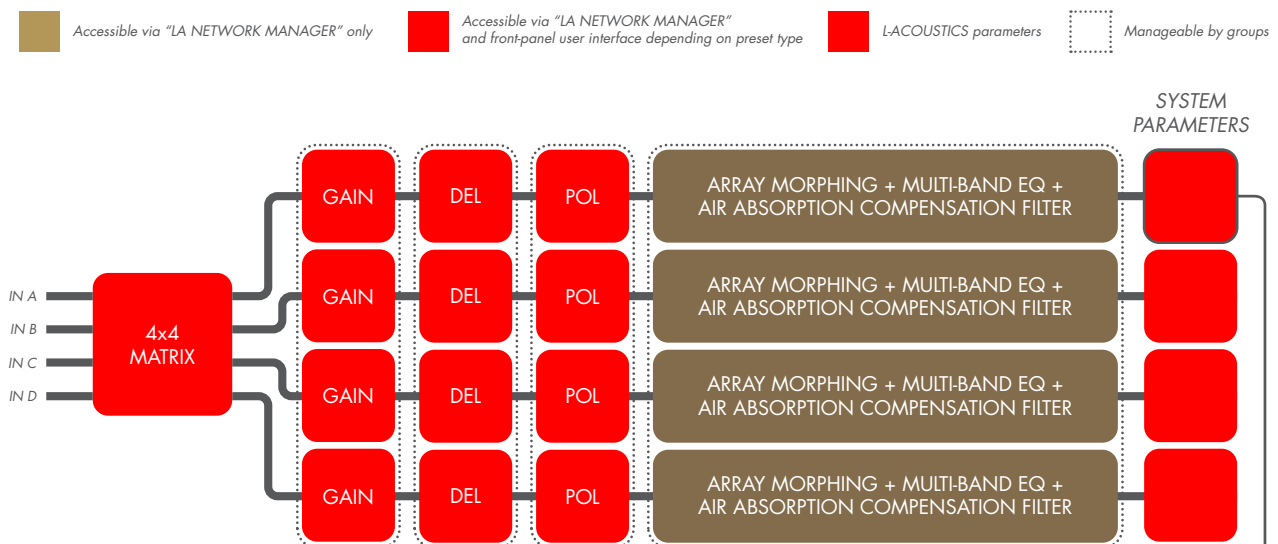 Accessible via “LA NETWORK MANAGER” only
Accessible via “LA NETWORK MANAGER”
and front-panel user interface depending on preset type
L-ACOUSTICS parameters
Manageable by groups
SYSTEM
PARAMETERS
GAIN
DEL
POL
ARRAY MORPHING + MULTI-BAND EQ +
AIR ABSORPTION COMPENSATION FILTER
IN A
IN B
IN C
IN D
4x4
MATRIX
GAIN
DEL
POL
ARRAY MORPHING + MULTI-BAND EQ +
AIR ABSORPTION COMPENSATION FILTER
GAIN
DEL
POL
ARRAY MORPHING + MULTI-BAND EQ +
AIR ABSORPTION COMPENSATION FILTER
GAIN
DEL
POL
ARRAY MORPHING + MULTI-BAND EQ +
AIR ABSORPTION COMPENSATION FILTER